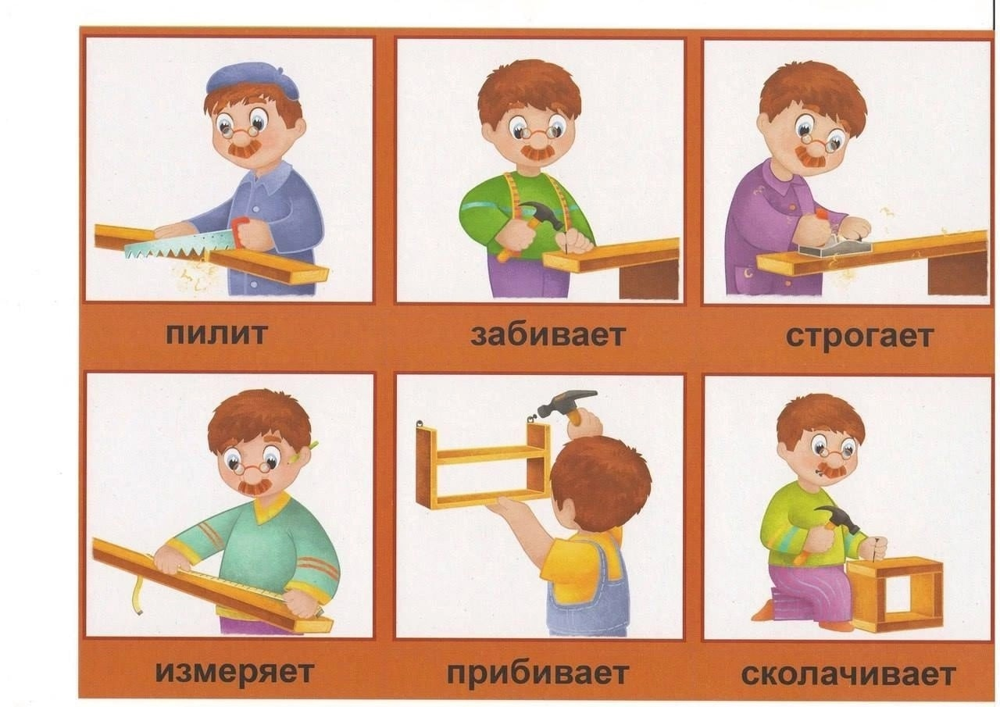 пилит
забивает
строгает
измеряет
прибивает
сколачивает